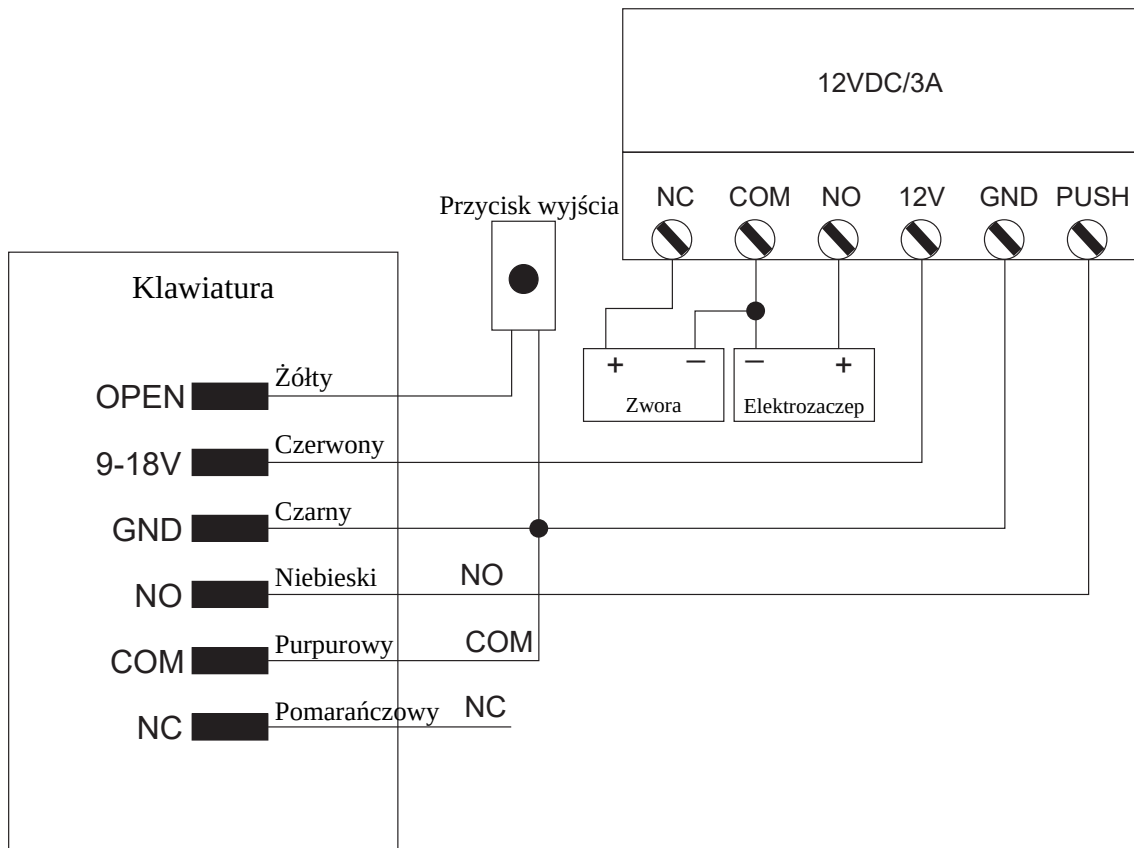 12VDC/3A
NC COM NO 12V GND PUSH
Przycisk wyjścia
Klawiatura
+ − − +
Zwora Elektrozaczep
OPEN Żółty
9-18V Czerwony
GND Czarny
NO Niebieski NO
COM Purpurowy COM
NC Pomarańczowy NC